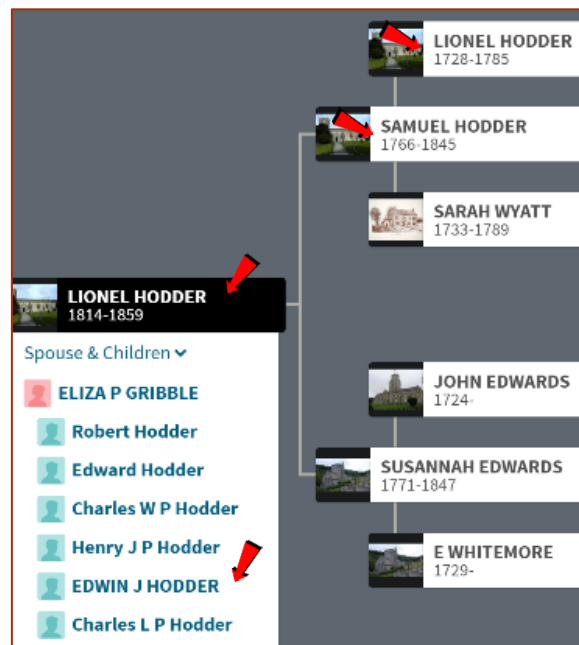 LIONEL HODDER
1728-1785
SAMUEL HODDER
1766-1845
SARAH WYATT
1733-1789
LIONEL HODDER
1814-1859
Spouse & Children
ELIZA P GRIBBLE
Robert Hodder
Edward Hodder
Charles W P Hodder
Henry J P Hodder
EDWIN J HODDER
Charles L P Hodder
JOHN EDWARDS
1724-
SUSANNAH EDWARDS
1771-1847
E WHITEMORE
1729-